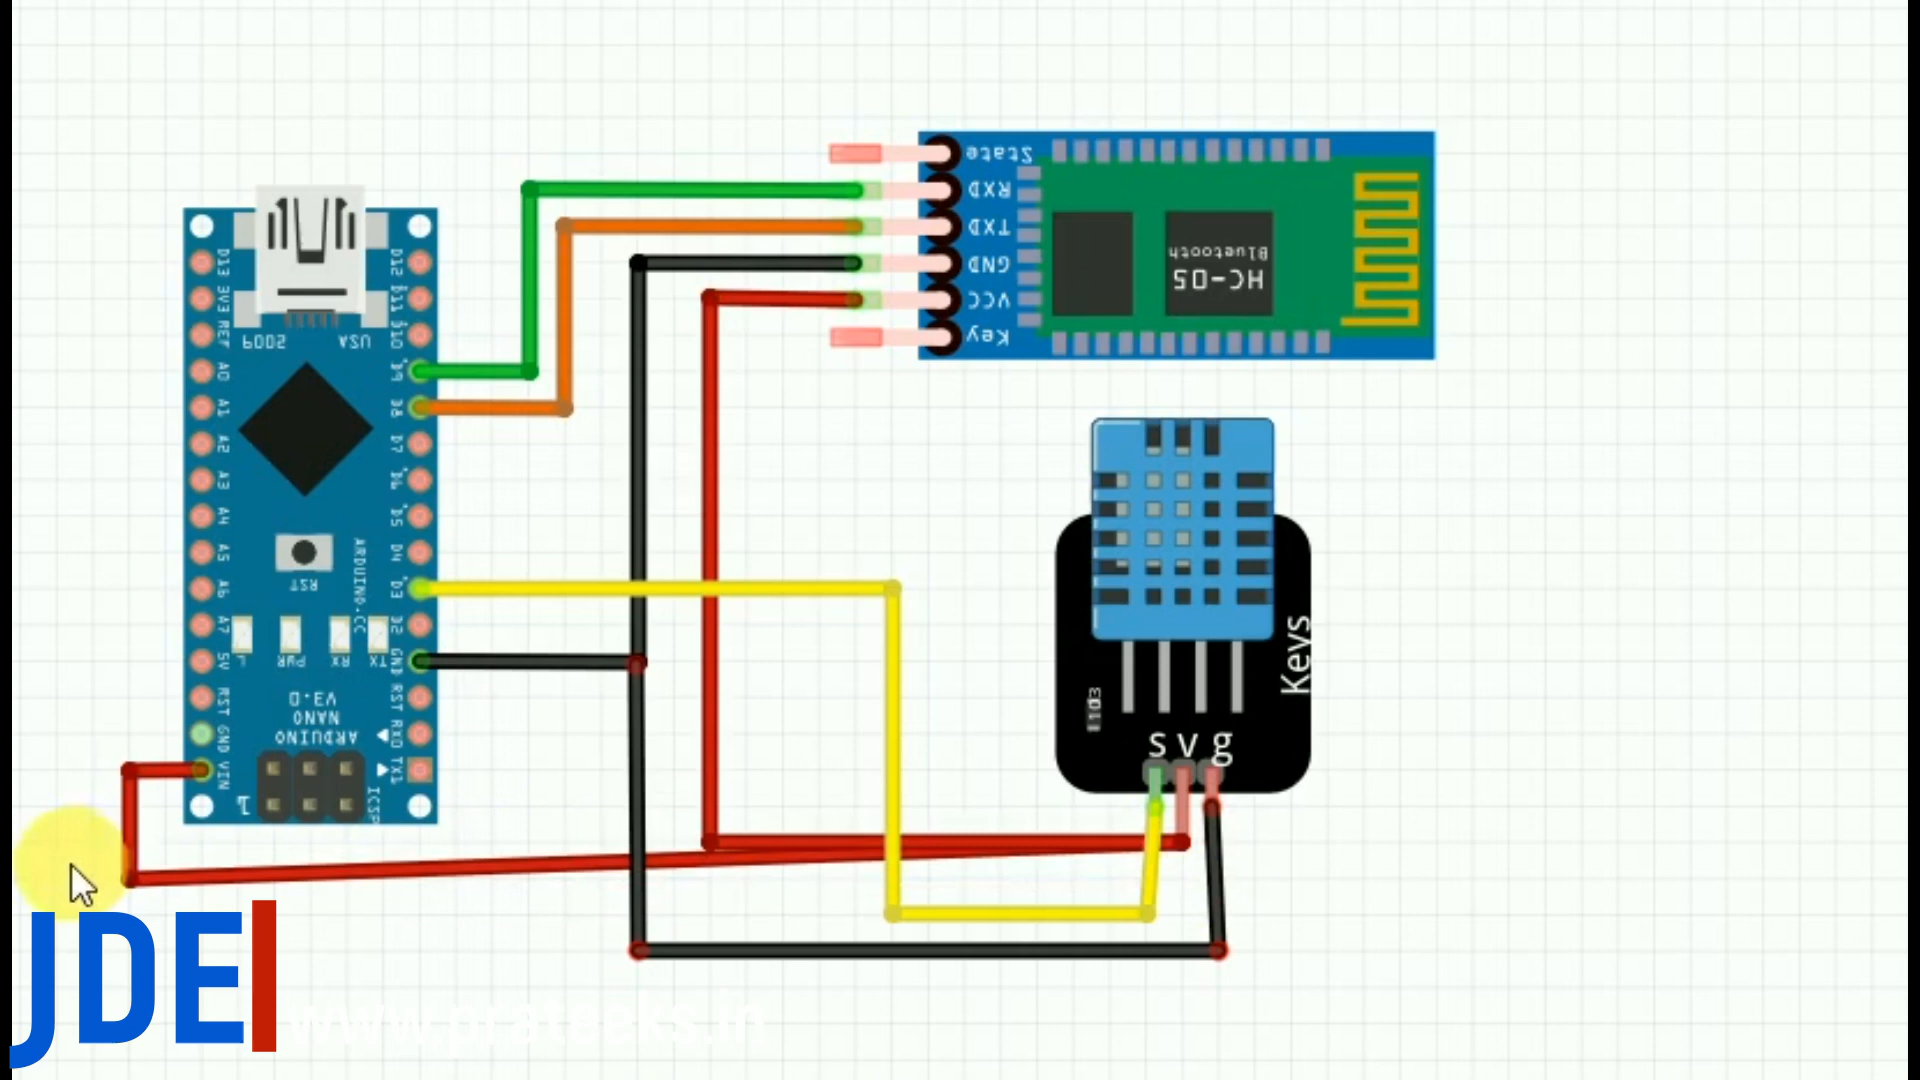 State
RXD
TXD
GND
VCC
Key
HC-05
Bluetooth
D13
3V3
REF
A0
A1
A2
A3
A4
A5
A6
A7
5V
RST
GND
VIN
D12
D11
D10
D9
D8
D7
D6
D5
D4
D3
D2
GND
RST
RX0
TX1
USA
2009
RST
ARDUINO.CC
TX
RX
PWR
L
ARDUINO
NANO
V3.0
ICSP
1
Keys
s v g
JDE